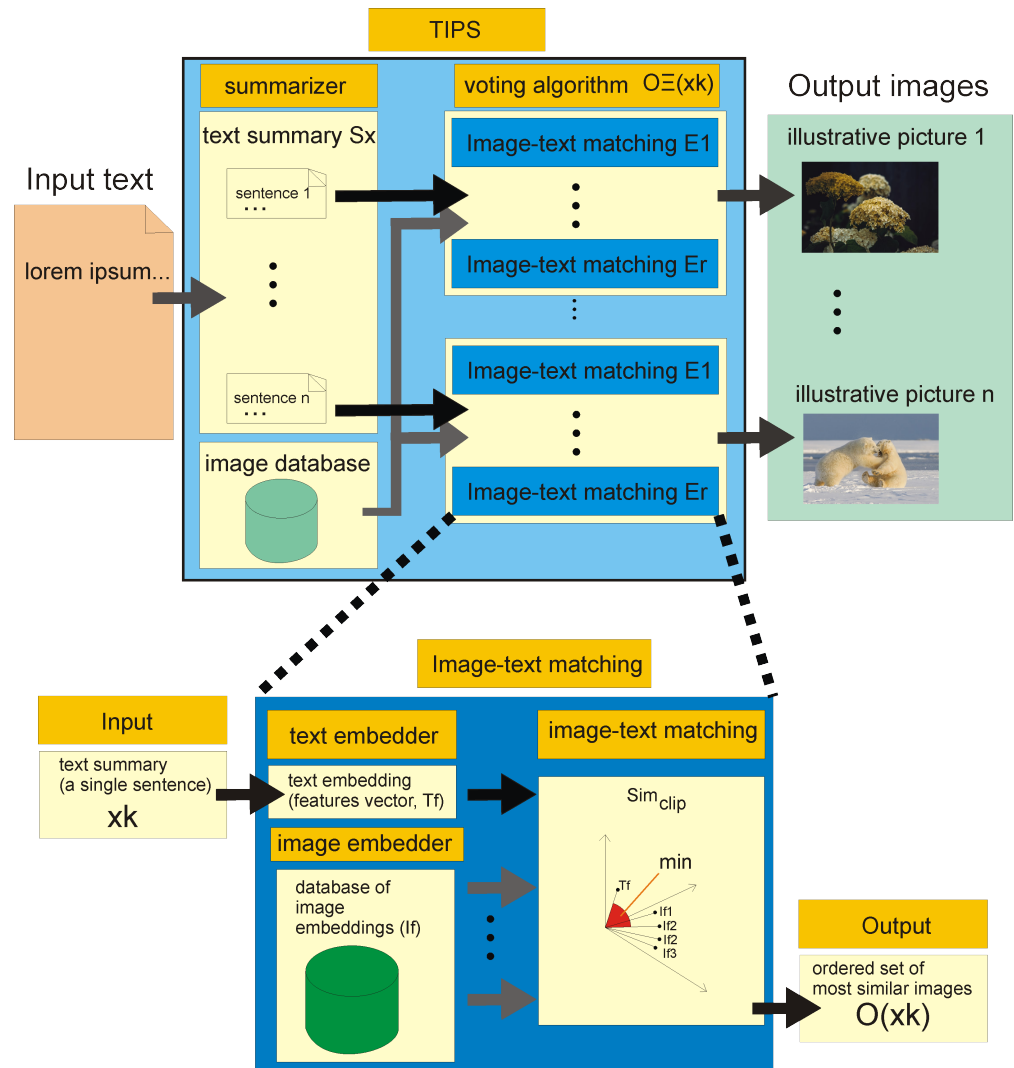 TIPS
summarizer
voting algorithm OΞ(xk)
Output images
text summary Sx
Image-text matching E1
illustrative picture 1
Input text
sentence 1
...
lorem ipsum...
Image-text matching Er
Image-text matching E1
sentence n
...
illustrative picture n
image database
Image-text matching Er
Image-text matching
Input
text embedder
image-text matching
text summary
(a single sentence)
xk
text embedding
(features vector, Tf)
Sim clip
image embedder
min
Tf
database of
image
embeddings (If)
If1
If2
If2
If3
Output
ordered set of
most similar images
O(xk)